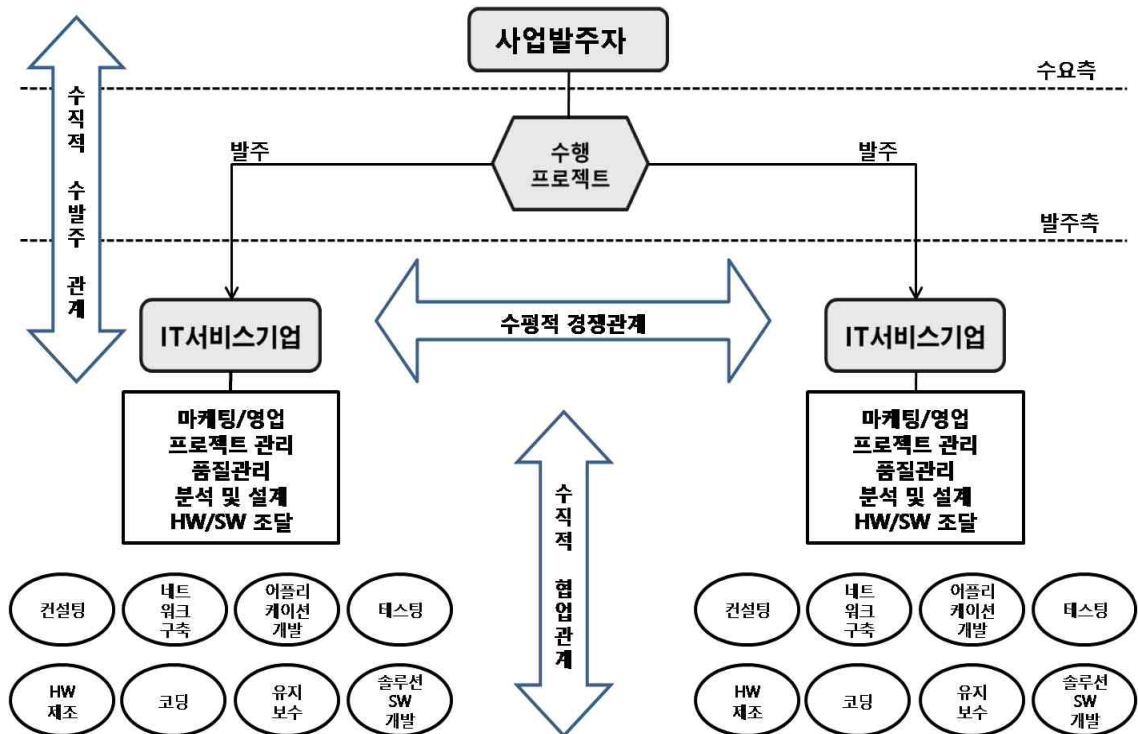 사업발주자
수요측
수행
프로젝트
발주
발주
발주측
수직적 수발주 관계
수평적 경쟁관계
IT서비스기업
IT서비스기업
마케팅/영업
프로젝트 관리
품질관리
분석 및 설계
HW/SW 조달
마케팅/영업
프로젝트 관리
품질관리
분석 및 설계
HW/SW 조달
수직적 협업관계
컨설팅
네트
워크
구축
어플리
케이션
개발
테스팅
HW
제조
코딩
유지
보수
솔루션
SW
개발
컨설팅
네트
워크
구축
어플리
케이션
개발
테스팅
HW
제조
코딩
유지
보수
솔루션
SW
개발